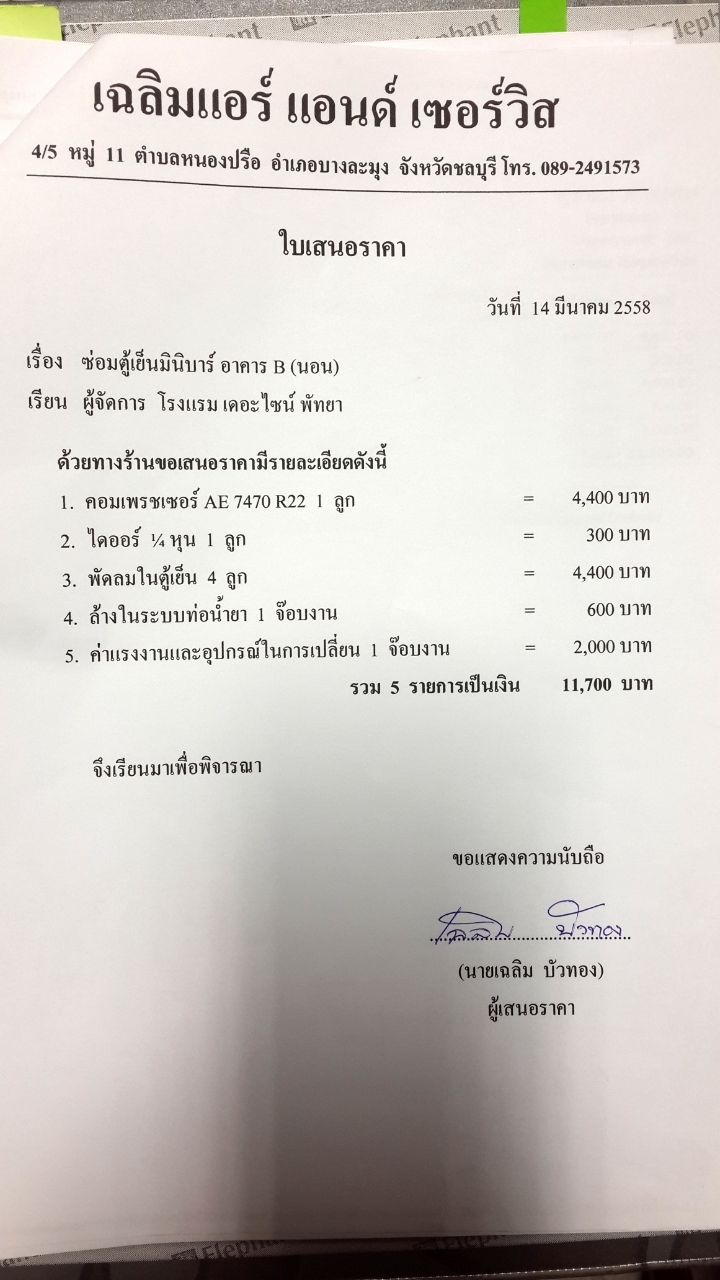 Elephant
เฉลิมแอร์ แอนด์ เซอร์วิส
4/5 หมู่ 11 ตำบลหนองปรือ อำเภอบางละมุง จังหวัดชลบุรี โทร. 089-2491573
ใบเสนอราคา
วันที่ 14 มีนาคม 2558
เรื่อง ซ่อมตู้เย็นมินิบาร์ อาคาร B (นอน)
เรียน ผู้จัดการ โรงแรม เดอะไซน์ พัทยา
ด้วยทางร้านขอเสนอราคามีรายละเอียดดังนี้
1. คอมเพรชเซอร์ AE 7470 R22 1 ลูก = 4,400 บาท
2. ไดออร์ ¼ หุน 1 ลูก = 300 บาท
3. พัดลมในตู้เย็น 4 ลูก = 4,400 บาท
4. ล้างในระบบท่อน้ำยา 1 จ๊อบงาน = 600 บาท
5. ค่าแรงงานและอุปกรณ์ในการเปลี่ยน 1 จ๊อบงาน = 2,000 บาท
รวม 5 รายการเป็นเงิน 11,700 บาท
จึงเรียนมาเพื่อพิจารณา
ขอแสดงความนับถือ
เฉลิม บัวทอง
(นายเฉลิม บัวทอง)
ผู้เสนอราคา
Elephant